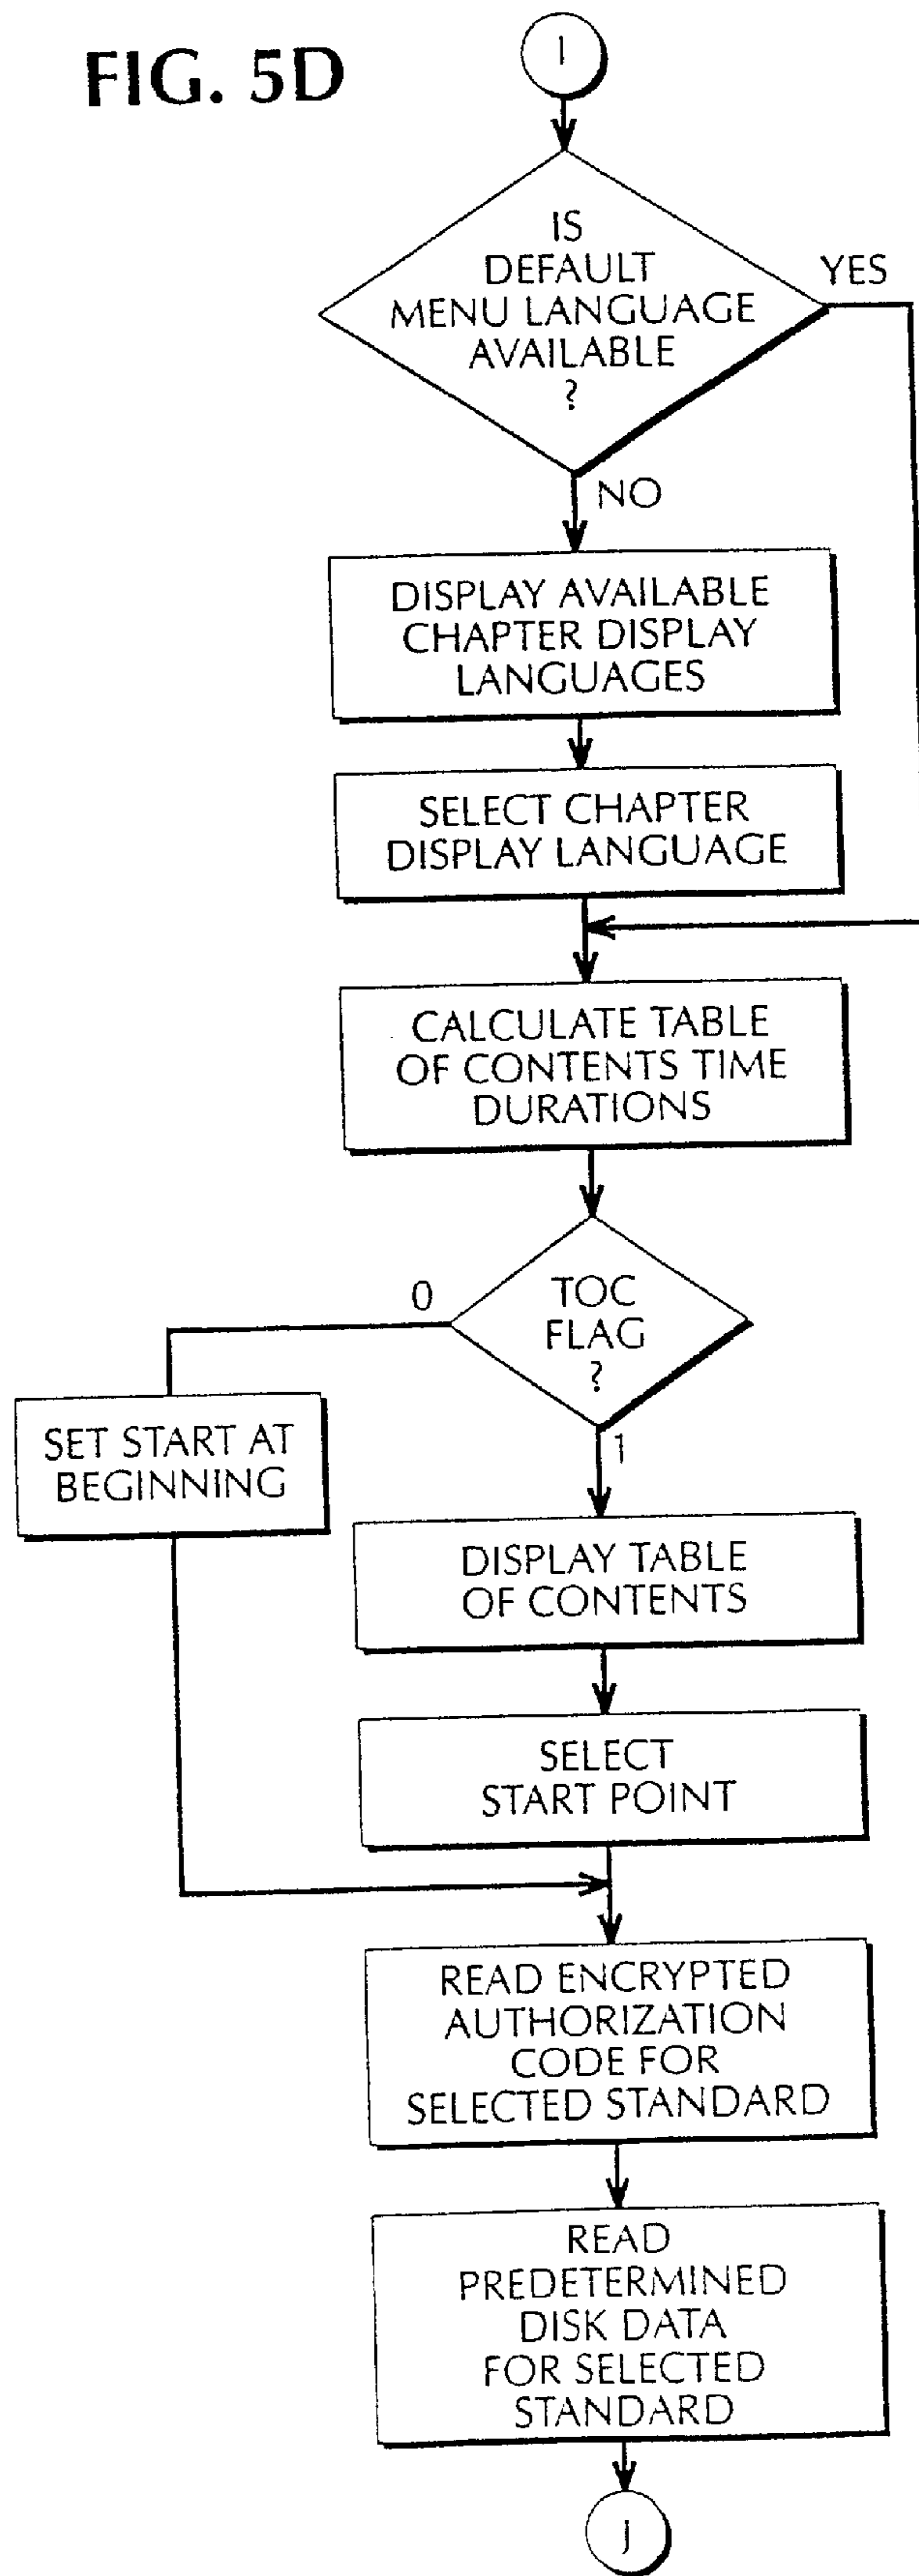 FIG. 5D
I
IS
DEFAULT
MENU LANGUAGE
AVAILABLE
?
YES
NO
DISPLAY AVAILABLE
CHAPTER DISPLAY
LANGUAGES
SELECT CHAPTER
DISPLAY LANGUAGE
CALCULATE TABLE
OF CONTENTS TIME
DURATIONS
TOC
FLAG
?
0
1
SET START AT
BEGINNING
DISPLAY TABLE
OF CONTENTS
SELECT
START POINT
READ ENCRYPTED
AUTHORIZATION
CODE FOR
SELECTED STANDARD
READ
PREDETERMINED
DISK DATA
FOR SELECTED
STANDARD
J